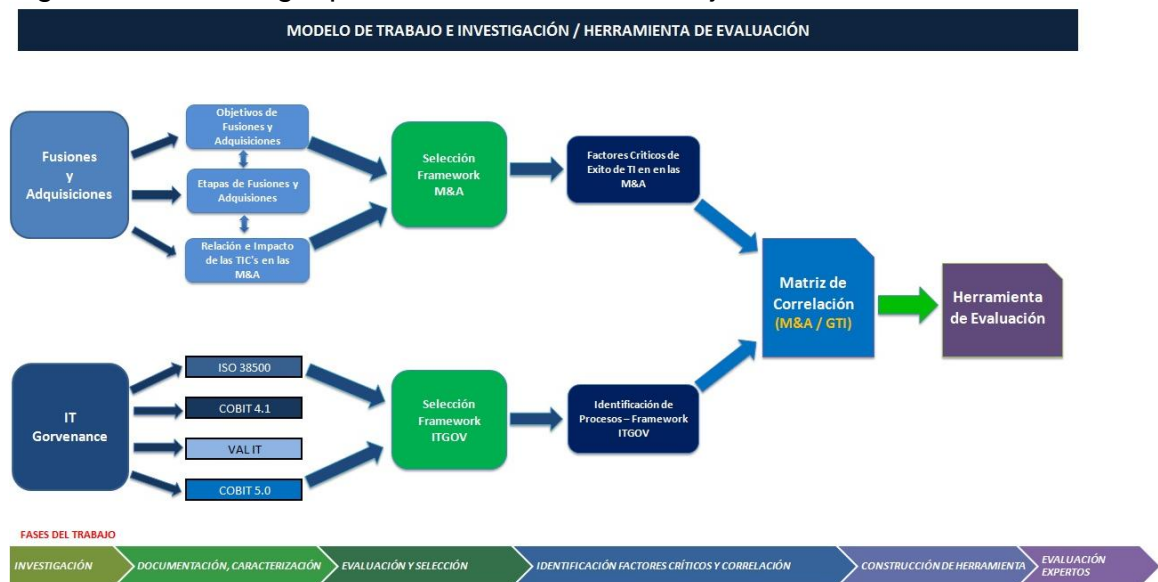 MODELO DE TRABAJO E INVESTIGACIÓN / HERRAMIENTA DE EVALUACIÓN
Fusiones
y
Adquisiciones
Objetivos de
Fusiones y
Adquisiciones
Etapas de Fusiones y
Adquisiones
Relación e Impacto
de las TIC's en las
M&A
Selección
Framework
M&A
Factores Criticos de
Exito de TI en en las
M&A
Matriz de
Correlación
(M&A / GTI)
Herramienta
de Evaluación
IT
Gorvenance
ISO 38500
COBIT 4.1
VAL IT
COBIT 5.0
Selección
Framework
ITGOV
Identificación de
Procesos – Framework
ITGOV
FASES DEL TRABAJO
INVESTIGACIÓN
DOCUMENTACIÓN, CARACTERIZACIÓN
EVALUACIÓN Y SELECCIÓN
IDENTIFICACIÓN FACTORES CRÍTICOS Y CORRELACIÓN
CONSTRUCCIÓN DE HERRAMIENTA
EVALUACIÓN
EXPERTOS